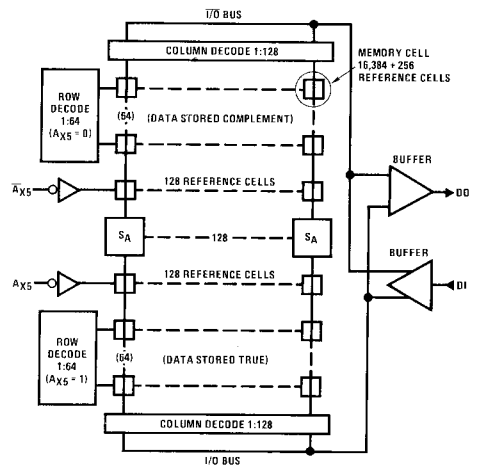 I/O BUS
COLUMN DECODE 1:128
MEMORY CELL
16,384 + 256
REFERENCE CELLS
ROW
DECODE
1:64
(AX5 = 0)
(64)
(DATA STORED COMPLEMENT)
BUFFER
AX5
128 REFERENCE CELLS
DO
SA
128
SA
BUFFER
AX5
128 REFERENCE CELLS
DI
ROW
DECODE
1:64
(AX5 = 1)
(64)
(DATA STORED TRUE)
COLUMN DECODE 1:128
I/O BUS